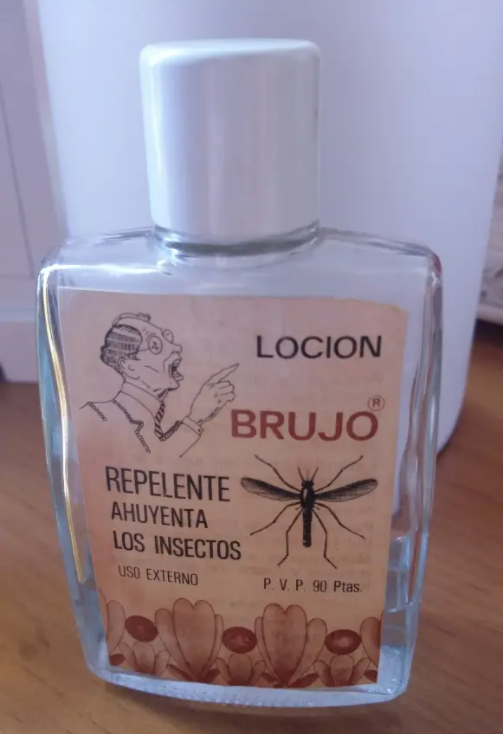 LOCION
BRUJO®
REPELENTE
AHUYENTA
LOS INSECTOS
USO EXTERNO
P. V. P. 90 Ptas.